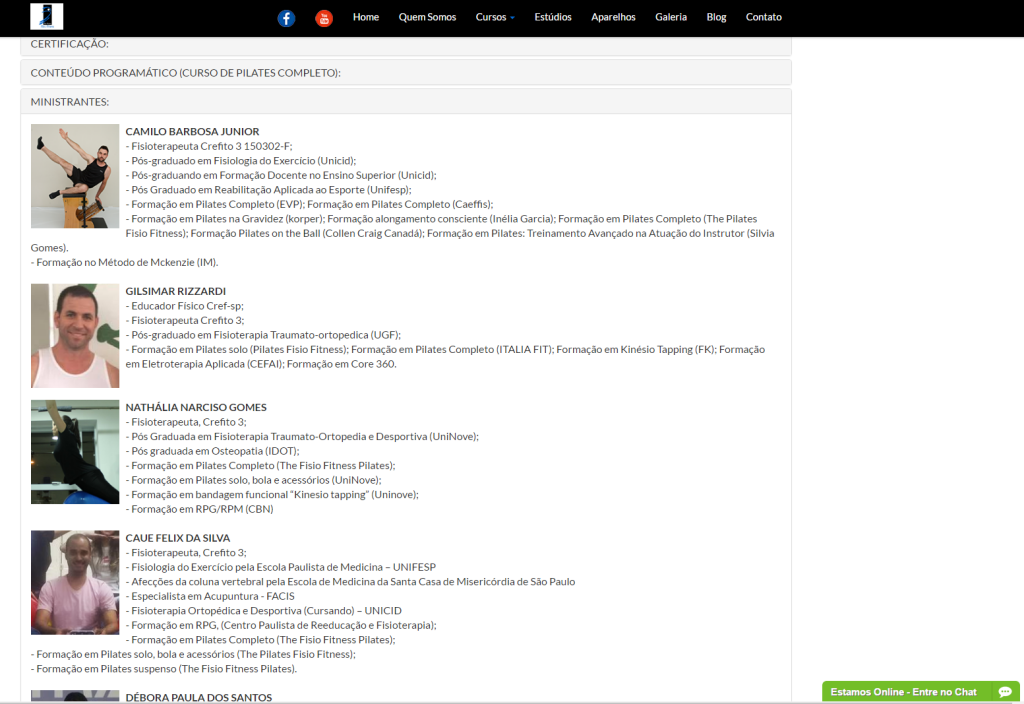 Home Quem Somos Cursos Estúdios Aparelhos Galeria Blog Contato
CERTIFICAÇÃO:
CONTEÚDO PROGRAMÁTICO (CURSO DE PILATES COMPLETO):
MINISTRANTES:
CAMILO BARBOSA JUNIOR
- Fisioterapeuta Crefito 3 150302-F;
- Pós-graduado em Fisiologia do Exercício (Unicid);
- Pós-graduando em Formação Docente no Ensino Superior (Unicid);
- Pós Graduado em Reabilitação Aplicada ao Esporte (Unifesp);
- Formação em Pilates Completo (EVP); Formação em Pilates Completo (Caeffis);
- Formação em Pilates na Gravidez (korper); Formação alongamento consciente (Inélia Garcia); Formação em Pilates Completo (The Pilates
Fisio Fitness); Formação Pilates on the Ball (Collen Craig Canadá); Formação em Pilates: Treinamento Avançado na Atuação do Instrutor (Silvia
Gomes).
- Formação no Método de Mckenzie (IM).
GILSIMAR RIZZARDI
- Educador Fisico Cref-sp;
- Fisioterapeuta Crefito 3;
- Pós-graduado em Fisioterapia Traumato-ortopedica (UGF);
- Formação em Pilates solo (Pilates Fisio Fitness); Formação em Pilates Completo (ITALIA FIT); Formação em Kinésio Tapping (FK); Formação
em Eletroterapia Aplicada (CEFAI); Formação em Core 360.
NATHÁLIA NARCISO GOMES
- Fisioterapeuta, Crefito 3;
- Pós Graduada em Fisioterapia Traumato-Ortopedia e Desportiva (UniNove);
- Pós graduada em Osteopatia (IDOT);
- Formação em Pilates Completo (The Fisio Fitness Pilates);
- Formação em Pilates solo, bola e acessórios (UniNove);
- Formação em bandagem funcional “Kinesio tapping” (Uninove);
- Formação em RPG/RPM (CBN)
CAUE FELIX DA SILVA
- Fisioterapeuta, Crefito 3;
- Fisiologia do Exercício pela Escola Paulista de Medicina – UNIFESP
- Afecções da coluna vertebral pela Escola de Medicina da Santa Casa de Misericórdia de São Paulo
- Especialista em Acupuntura - FACIS
- Fisioterapia Ortopédica e Desportiva (Cursando) – UNICID
- Formação em RPG, (Centro Paulista de Reeducação e Fisioterapia);
- Formação em Pilates Completo (The Fisio Fitness Pilates);
- Formação em Pilates solo, bola e acessórios (The Pilates Fisio Fitness);
- Formação em Pilates suspenso (The Fisio Fitness Pilates).
DÉBORA PAULA DOS SANTOS
Estamos Online - Entre no Chat